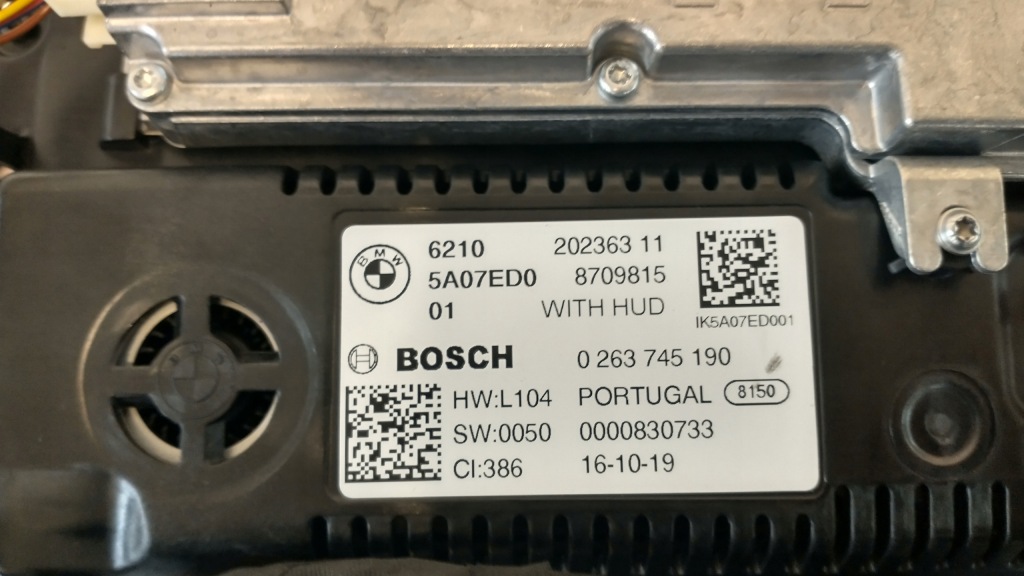 BMW
6210 202363 11
5A07ED0 8709815
01 WITH HUD
IK5A07ED001
BOSCH 0 263 745 190
HW:L104 PORTUGAL 8150
SW:0050 0000830733
CI:386 16-10-19